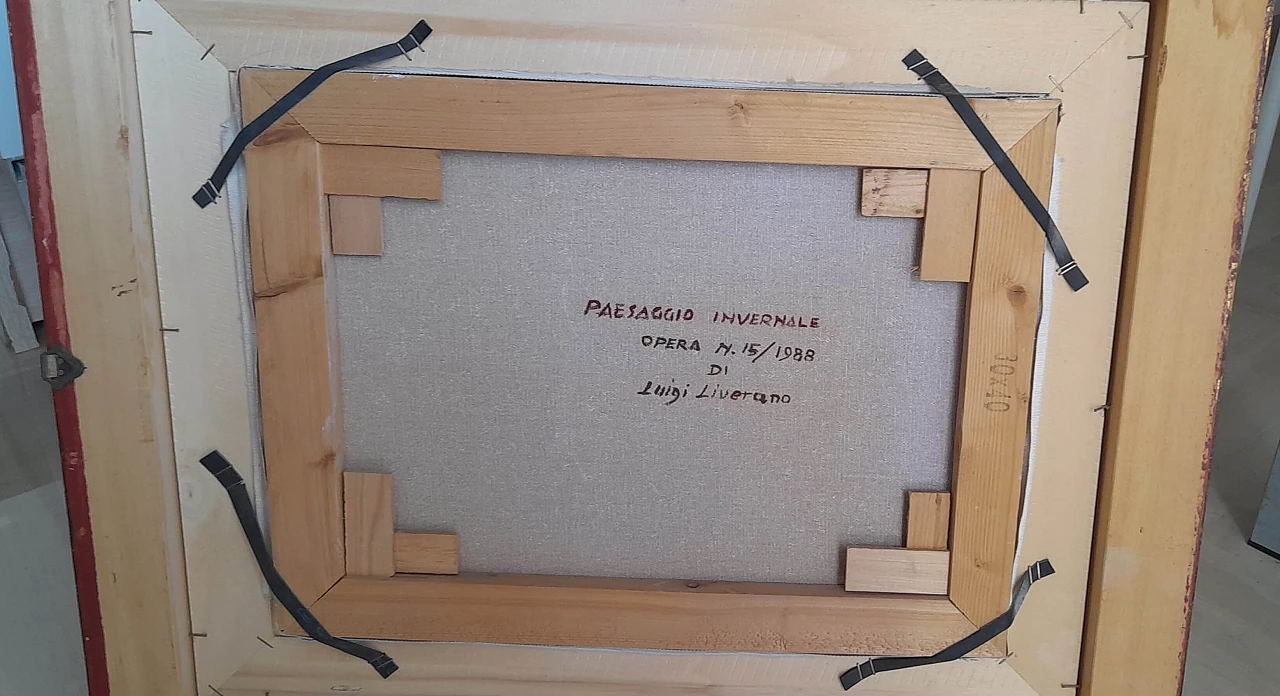 PAESAGGIO INVERNALE
OPERA N. 15/1988
DI
Luigi Liverano
30x40